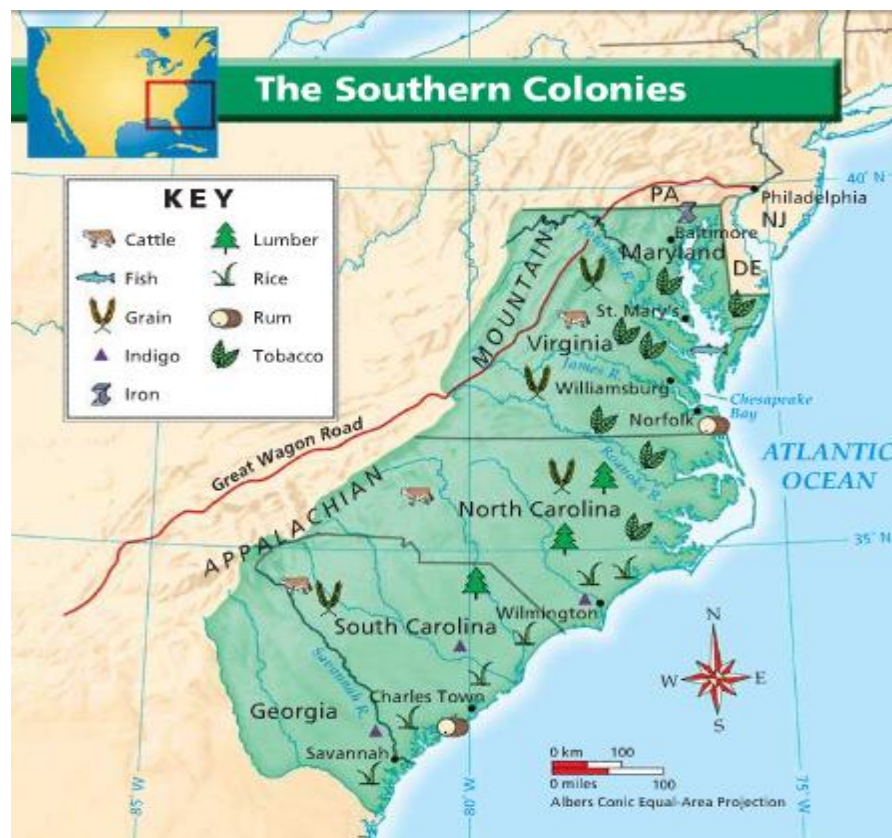 The Southern Colonies
KEY
Cattle
Lumber
Fish
Rice
Grain
Rum
Indigo
Tobacco
Iron
40° N
PA
Philadelphia
NJ
Baltimore
Maryland
DE
Potomac R.
MOUNTAINS
St. Mary's
Virginia
James R.
Williamsburg
Chesapeake
Bay
Norfolk
Great Wagon Road
ATLANTIC
OCEAN
Roanoke R.
North Carolina
APPALACHIAN
35° N
Wilmington
South Carolina
Savannah R.
Charles Town
Georgia
Savannah
N
W
E
S
0 km 100
0 miles 100
Albers Conic Equal-Area Projection
85° W
80° W
75° W